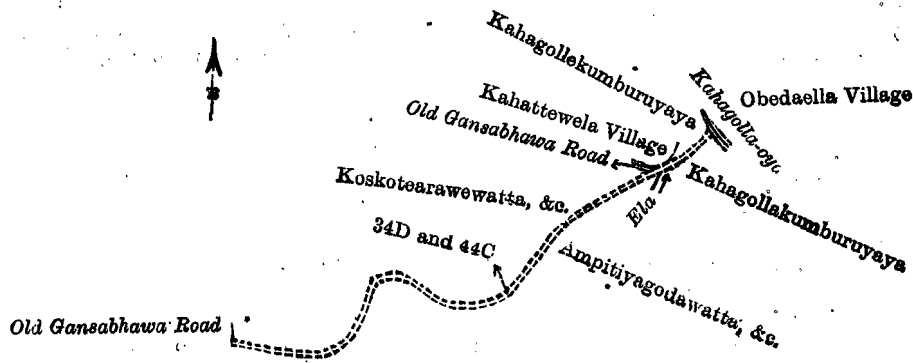 Kahagollekumburuyaya
Kahagolla-oya
Obedaella Village
Kahattewela Village
Old Gansabhawa Road
Koskotearawewatta, &c.
Ela
Kahagollakumburuyaya
34D and 44C
Ampitiyagodawatta, &c.
Old Gansabhawa Road